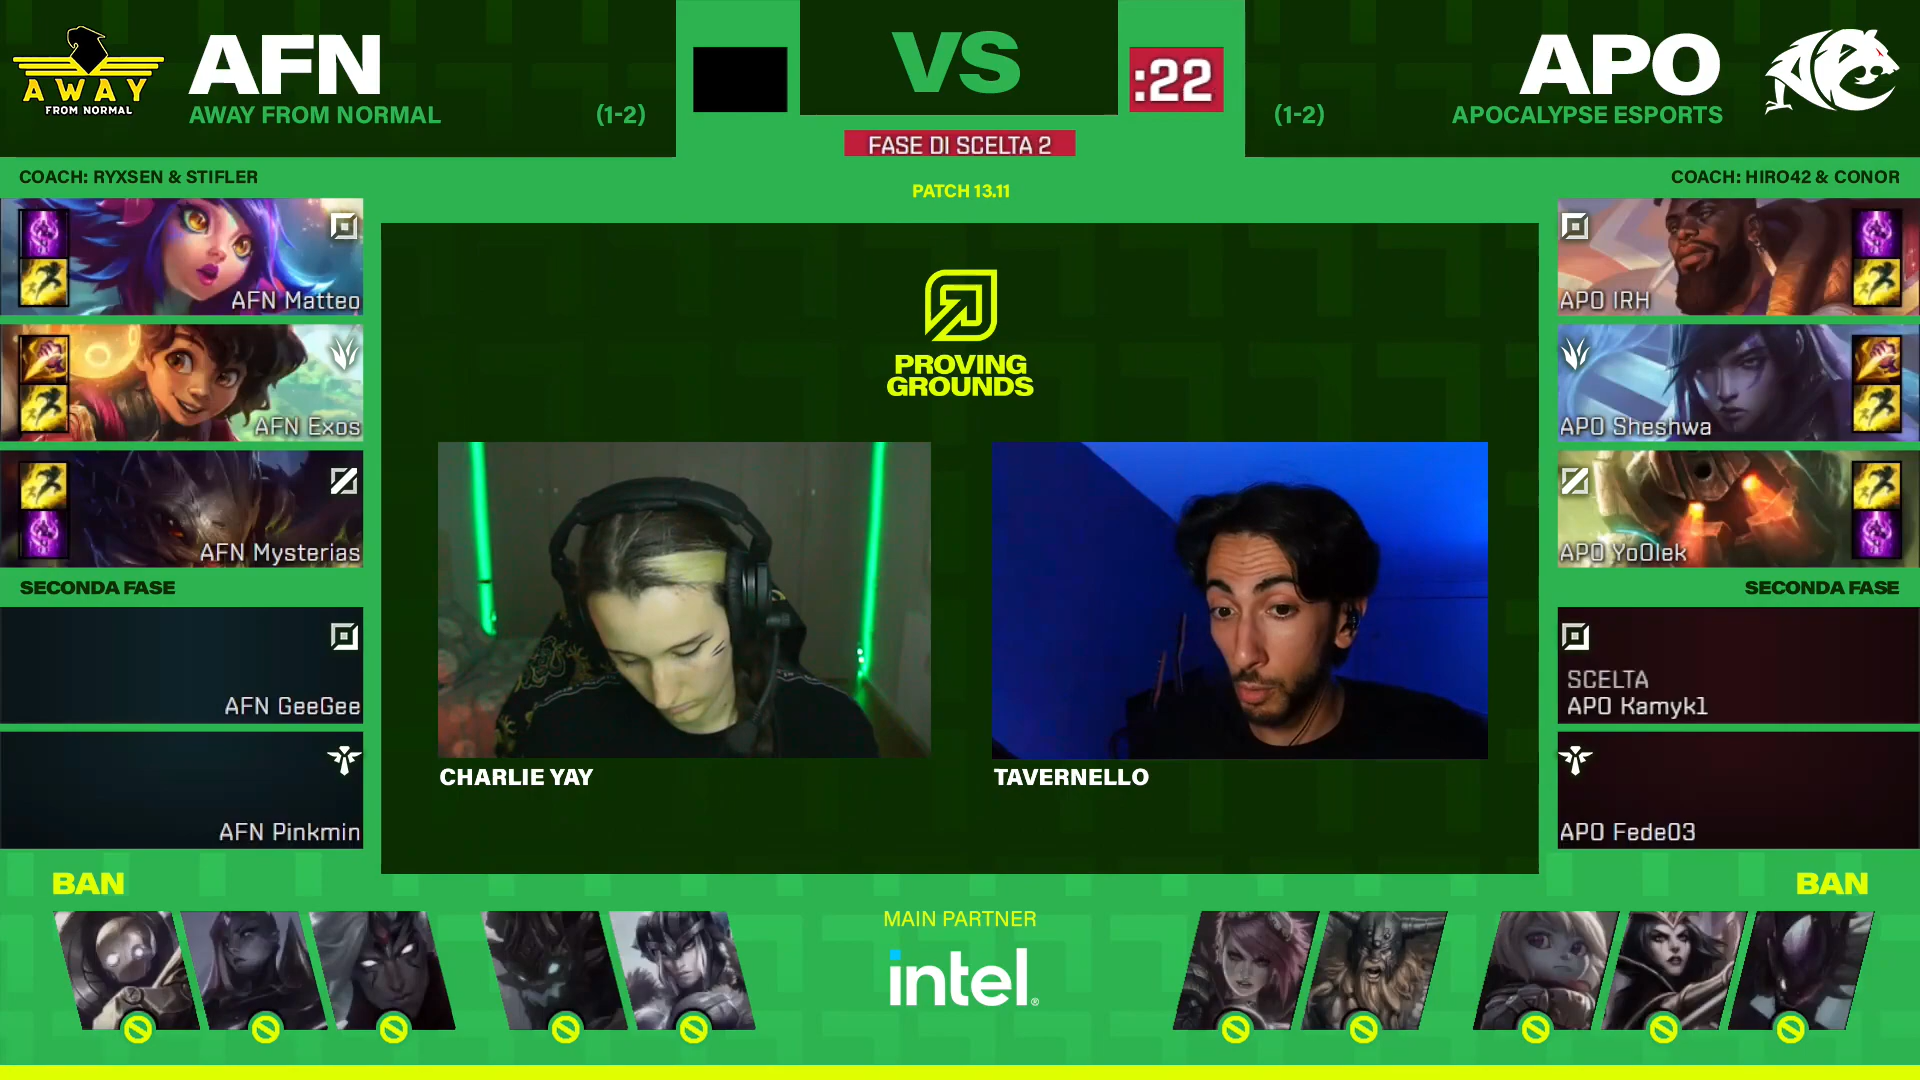 AWAY
FROM NORMAL
AFN
AWAY FROM NORMAL
(1-2)
VS
:22
FASE DI SCELTA 2
PATCH 13.11
(1-2)
APO
APOCALYPSE ESPORTS
COACH: RYXSEN & STIFLER
COACH: HIRO42 & CONOR
AFN Matteo
AFN Exos
AFN Mysterias
SECONDA FASE
AFN GeeGee
AFN Pinkmin
PROVING
GROUNDS
CHARLIE YAY
TAVERNELLO
APO IRH
APO Sheshwa
APO YoOlek
SECONDA FASE
SCELTA
APO Kamykl
APO Fede03
BAN
MAIN PARTNER
intel®
BAN